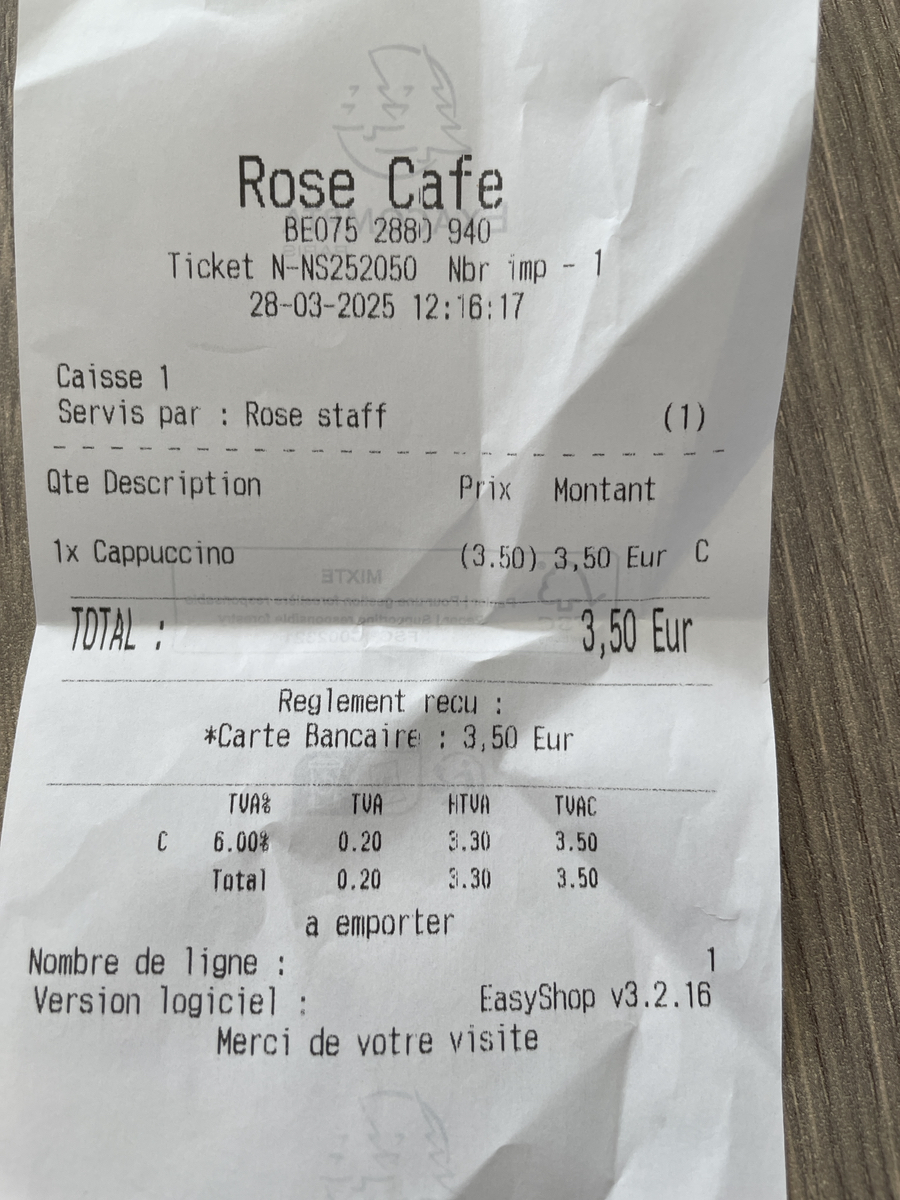 Rose Cafe
BE075 2880 940
Ticket N-NS252050 Nbr imp - 1
28-03-2025 12:16:17
Caisse 1
Servis par : Rose staff (1)
Qte Description Prix Montant
1x Cappuccino (3.50) 3,50 Eur C
TOTAL : 3,50 Eur
Reglement recu :
*Carte Bancaire : 3,50 Eur
TVA% TVA HTVA TVAC
C 6.00% 0.20 3.30 3.50
Total 0.20 3.30 3.50
a emporter
Nombre de ligne : 1
Version logiciel : EasyShop v3.2.16
Merci de votre visite